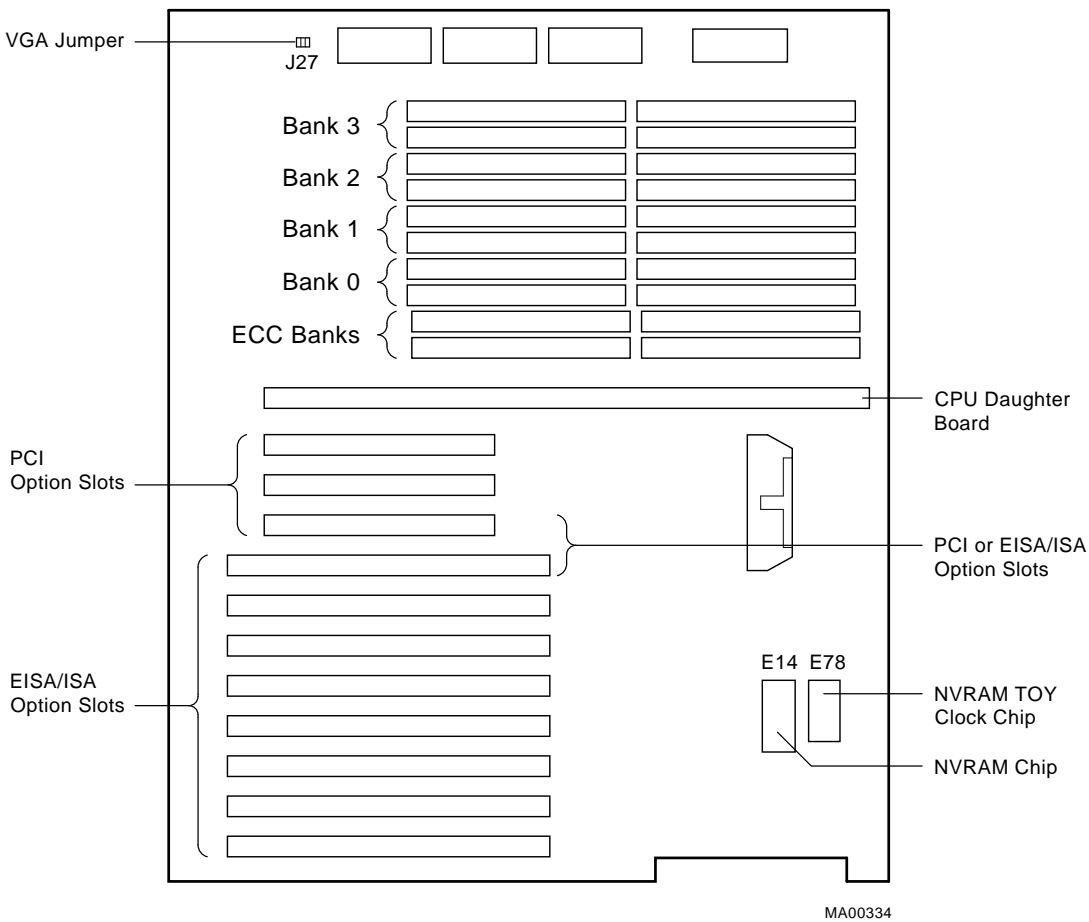 VGA Jumper
J27
Bank 3
Bank 2
Bank 1
Bank 0
ECC Banks
CPU Daughter
Board
PCI
Option Slots
PCI or EISA/ISA
Option Slots
E14 E78
EISA/ISA
Option Slots
NVRAM TOY
Clock Chip
NVRAM Chip
MA00334